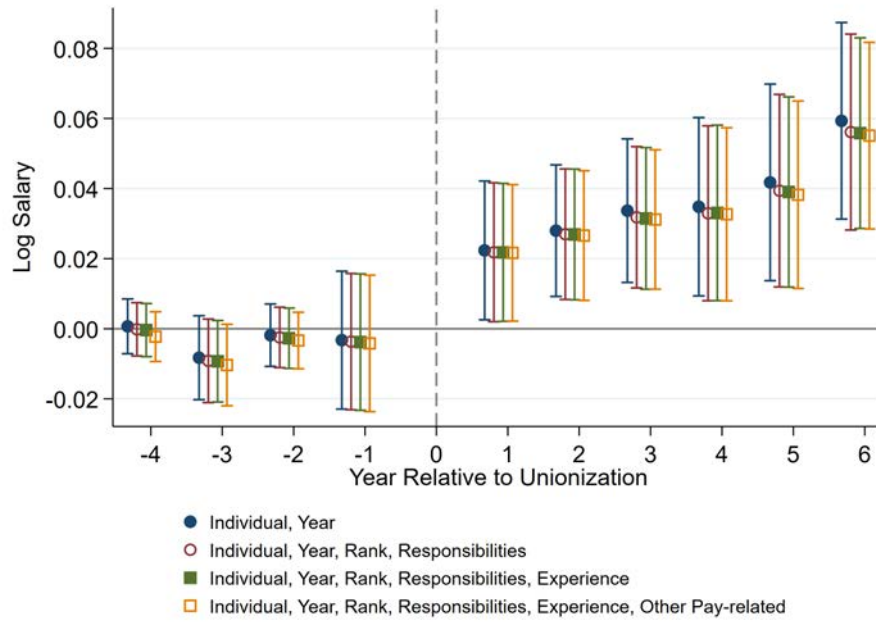 0.08
0.06
0.04
0.02
0.00
-0.02
Log Salary
-4 -3 -2 -1 0 1 2 3 4 5 6
Year Relative to Unionization
Individual, Year
Individual, Year, Rank, Responsibilities
Individual, Year, Rank, Responsibilities, Experience
Individual, Year, Rank, Responsibilities, Experience, Other Pay-related